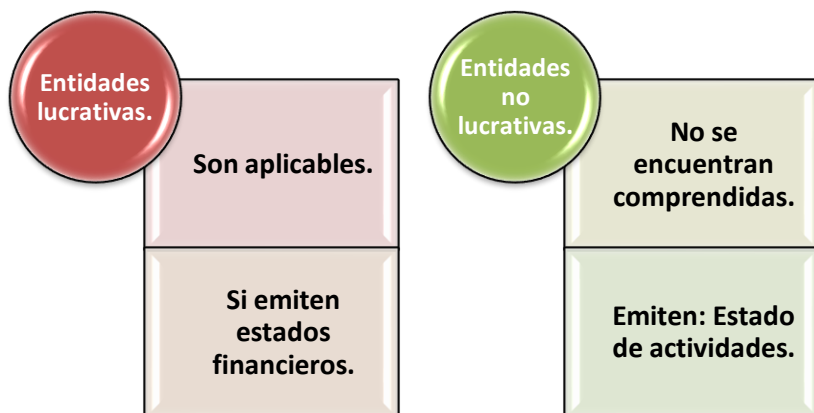 Entidades
lucrativas.
Son aplicables.
Si emiten
estados
financieros.
Entidades
no
lucrativas.
No se
encuentran
comprendidas.
Emiten: Estado
de actividades.